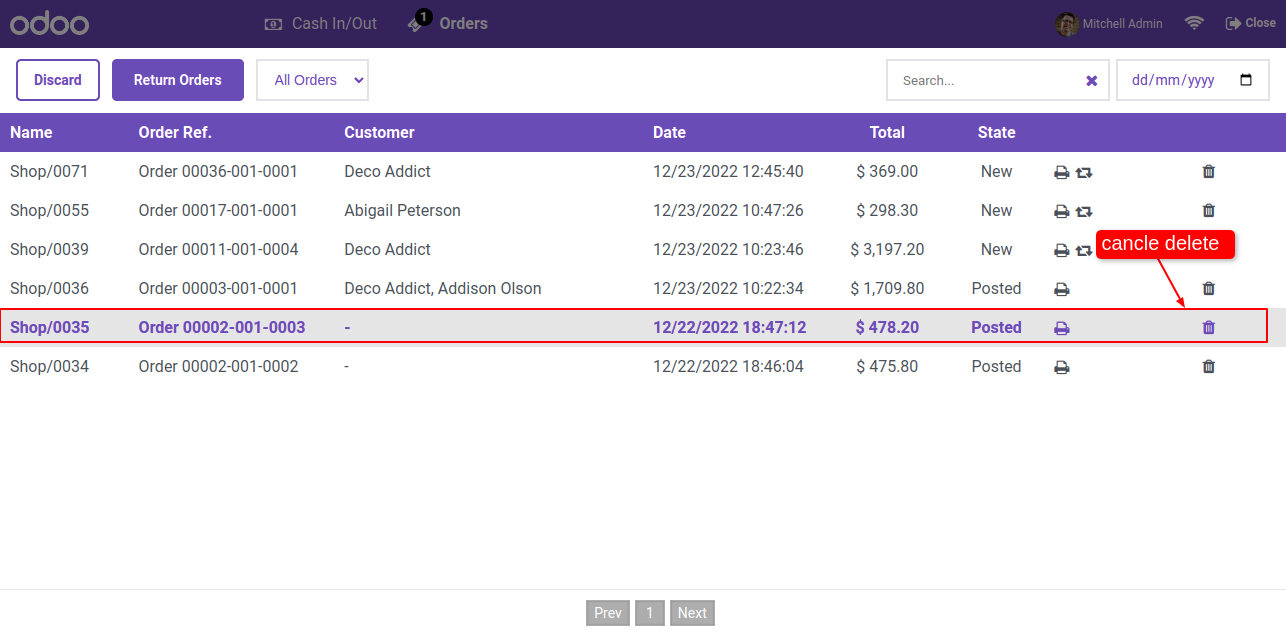 odoo Cash In/Out 1 Orders Mitchell Admin Close
Discard Return Orders All Orders Search... dd/mm/yyyy
Name Order Ref. Customer Date Total State
Shop/0071 Order 00036-001-0001 Deco Addict 12/23/2022 12:45:40 $ 369.00 New
Shop/0055 Order 00017-001-0001 Abigail Peterson 12/23/2022 10:47:26 $ 298.30 New
Shop/0039 Order 00011-001-0004 Deco Addict 12/23/2022 10:23:46 $ 3,197.20 New cancle delete
Shop/0036 Order 00003-001-0001 Deco Addict, Addison Olson 12/23/2022 10:22:34 $ 1,709.80 Posted
Shop/0035 Order 00002-001-0003 - 12/22/2022 18:47:12 $ 478.20 Posted
Shop/0034 Order 00002-001-0002 - 12/22/2022 18:46:04 $ 475.80 Posted
Prev 1 Next